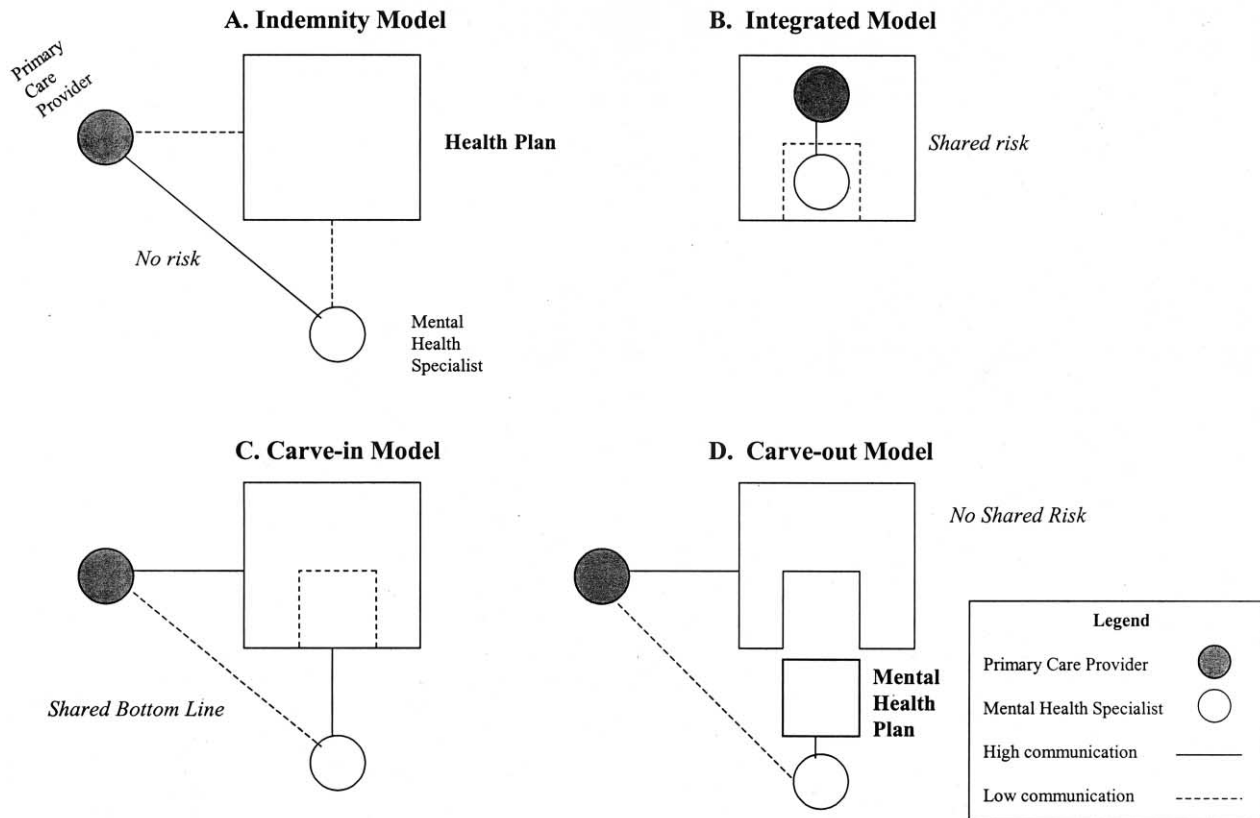 A. Indemnity Model
Primary
Care
Provider
Health Plan
No risk
Mental
Health
Specialist
B. Integrated Model
Shared risk
C. Carve-in Model
Shared Bottom Line
D. Carve-out Model
No Shared Risk
Mental
Health
Plan
Legend
Primary Care Provider
Mental Health Specialist
High communication
Low communication